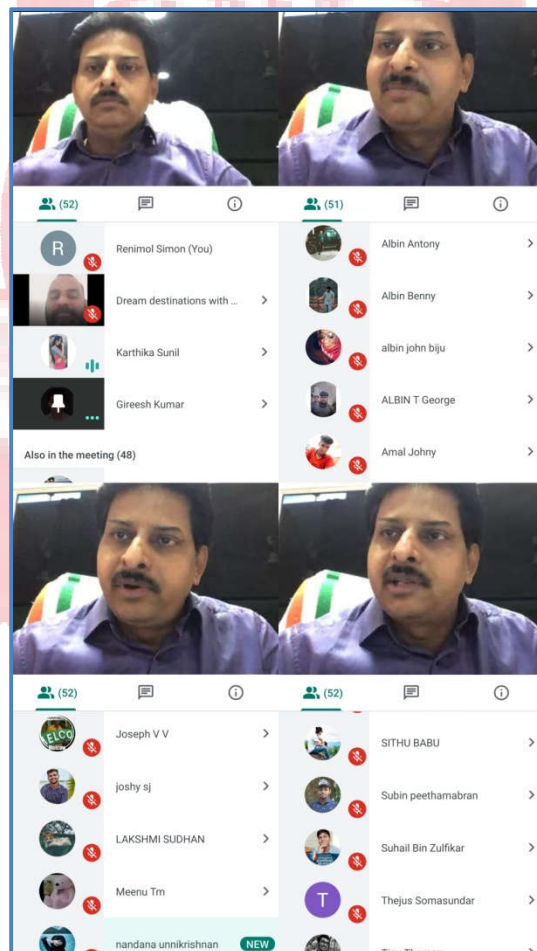 (52)
R
Renimol Simon (You)
Dream destinations with ...
Karthika Sunil
Gireesh Kumar
Also in the meeting (48)
(51)
Albin Antony
Albin Benny
albin john biju
ALBIN T George
Amal Johny
(52)
ELCO
Joseph V V
joshy sj
LAKSHMI SUDHAN
Meenu Tm
nandana unnikrishnan NEW
(52)
SITHU BABU
Subin peethamabran
Suhail Bin Zulfikar
T
Thejus Somasundar